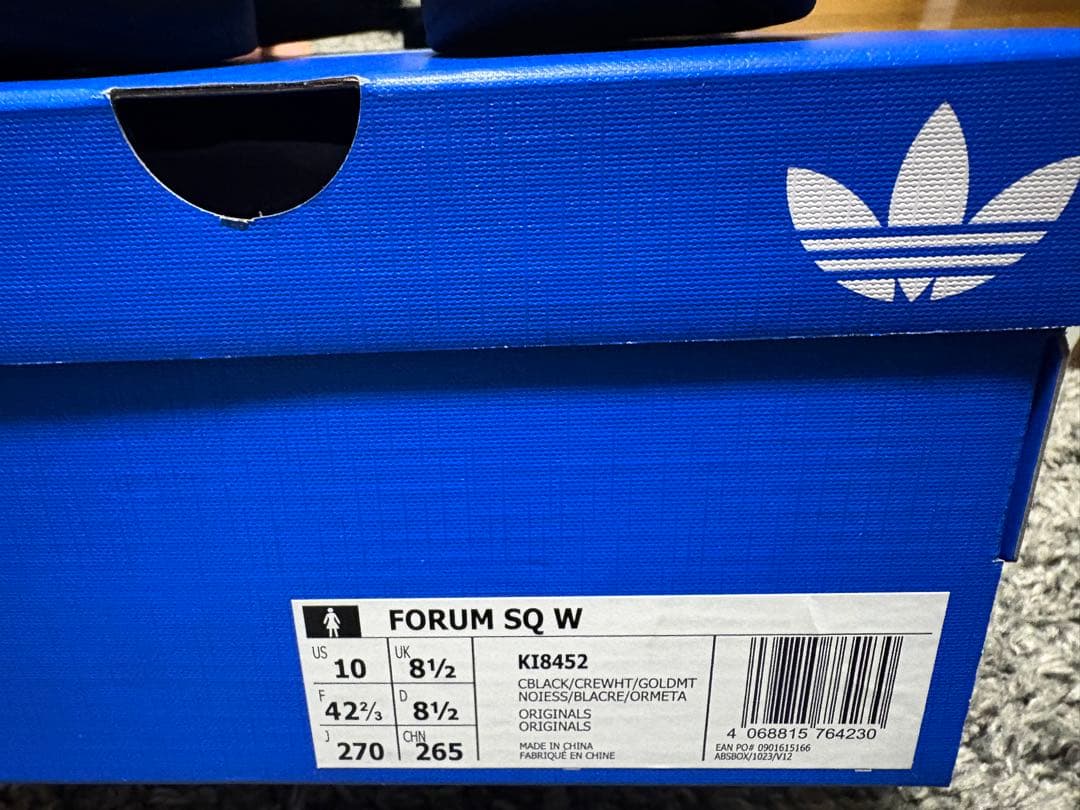 FORUM SQ W
US 10 UK 8½
F 42⅔ D 8½
J 270 CHN 265
KI8452
CBLACK/CREWHT/GOLDMT
NOIESS/BLACRE/ORMETA
ORIGINALS
ORIGINALS
MADE IN CHINA
FABRIQUÉ EN CHINE
4 068815 764230
EAN PO# 0901615166
ABSBOX/1023/V12